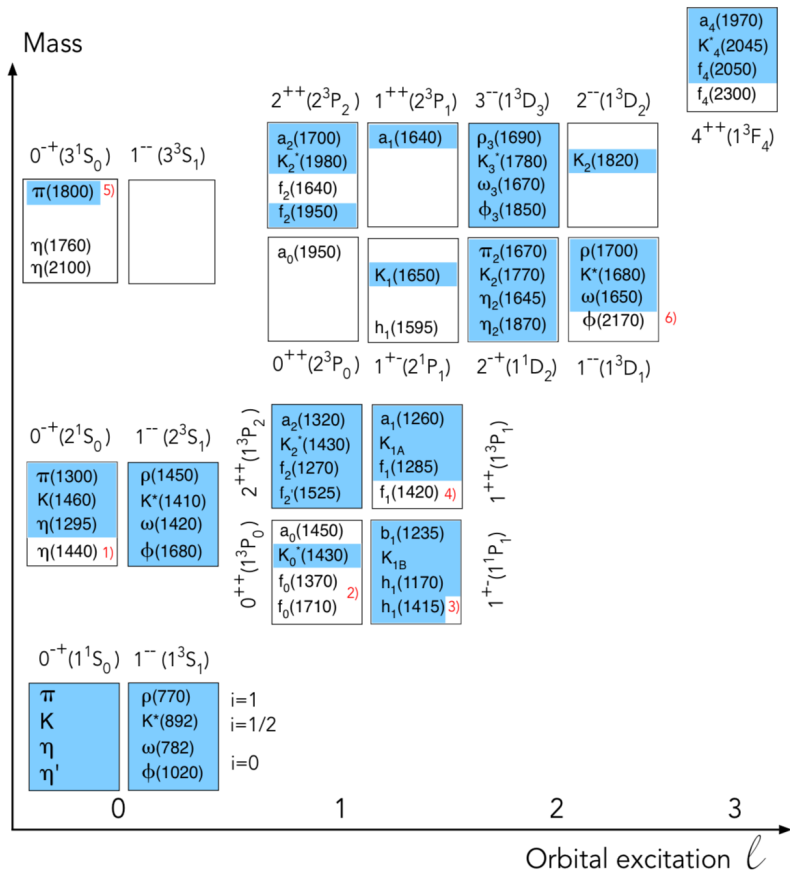 Mass
a₄(1970)
K*₄(2045)
f₄(2050)
f₄(2300)
4⁺⁺(1³F₄)
2⁺⁺(2³P₂) 1⁺⁺(2³P₁) 3⁻⁻(1³D₃) 2⁻⁻(1³D₂)
a₂(1700) a₁(1640) ρ₃(1690)
K₂*(1980) K₃*(1780) K₂(1820)
f₂(1640) ω₃(1670)
f₂(1950) ϕ₃(1850)
0⁻⁺(3¹S₀) 1⁻⁻(3³S₁)
π(1800) 5)
η(1760)
η(2100)
a₀(1950) π₂(1670) ρ(1700)
K₁(1650) K₂(1770) K*(1680)
η₂(1645) ω(1650)
h₁(1595) η₂(1870) ϕ(2170) 6)
0⁺⁺(2³P₀) 1⁺⁻(2¹P₁) 2⁻⁺(1¹D₂) 1⁻⁻(1³D₁)
0⁻⁺(2¹S₀) 1⁻⁻(2³S₁)
π(1300) ρ(1450)
K(1460) K*(1410)
η(1295) ω(1420)
η(1440) 1) ϕ(1680)
2⁺⁺(1³P₂)
a₂(1320) a₁(1260)
K₂*(1430) K₁A
f₂(1270) f₁(1285)
f₂'(1525) f₁(1420) 4)
1⁺⁺(1³P₁)
0⁺⁺(1³P₀)
a₀(1450) b₁(1235)
K₀*(1430) K₁B
f₀(1370) 2) h₁(1170)
f₀(1710) h₁(1415) 3)
1⁺⁻(1¹P₁)
0⁻⁺(1¹S₀) 1⁻⁻(1³S₁)
π ρ(770) i=1
K K*(892) i=1/2
η ω(782)
η' ϕ(1020) i=0
0 1 2 3
Orbital excitation ℓ